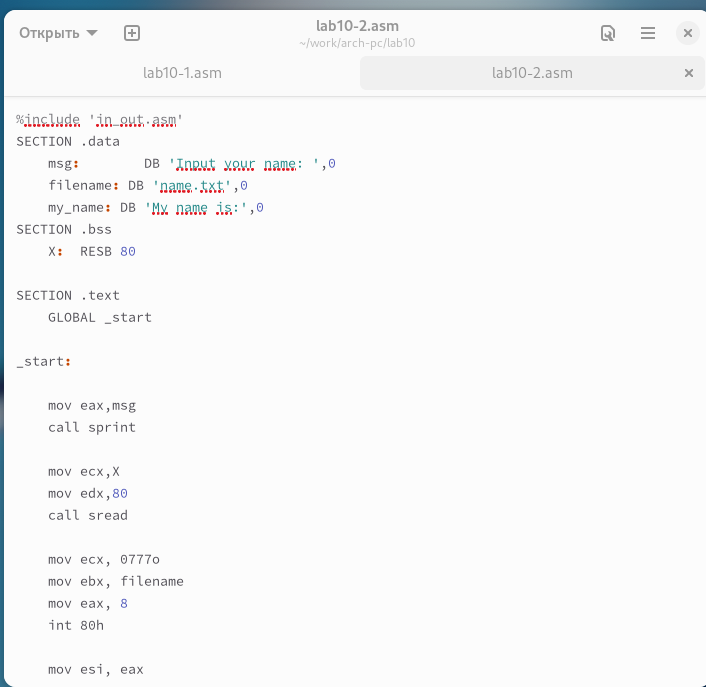 Открыть
lab10-2.asm
~/work/arch-pc/lab10
lab10-1.asm
lab10-2.asm
%include 'in_out.asm'
SECTION .data
    msg:        DB 'Input your name: ',0
    filename: DB 'name.txt',0
    my_name: DB 'My name is:',0
SECTION .bss
    X:  RESB 80
SECTION .text
    GLOBAL _start
_start:
    mov eax,msg
    call sprint
    mov ecx,X
    mov edx,80
    call sread
    mov ecx, 0777o
    mov ebx, filename
    mov eax, 8
    int 80h
    mov esi, eax